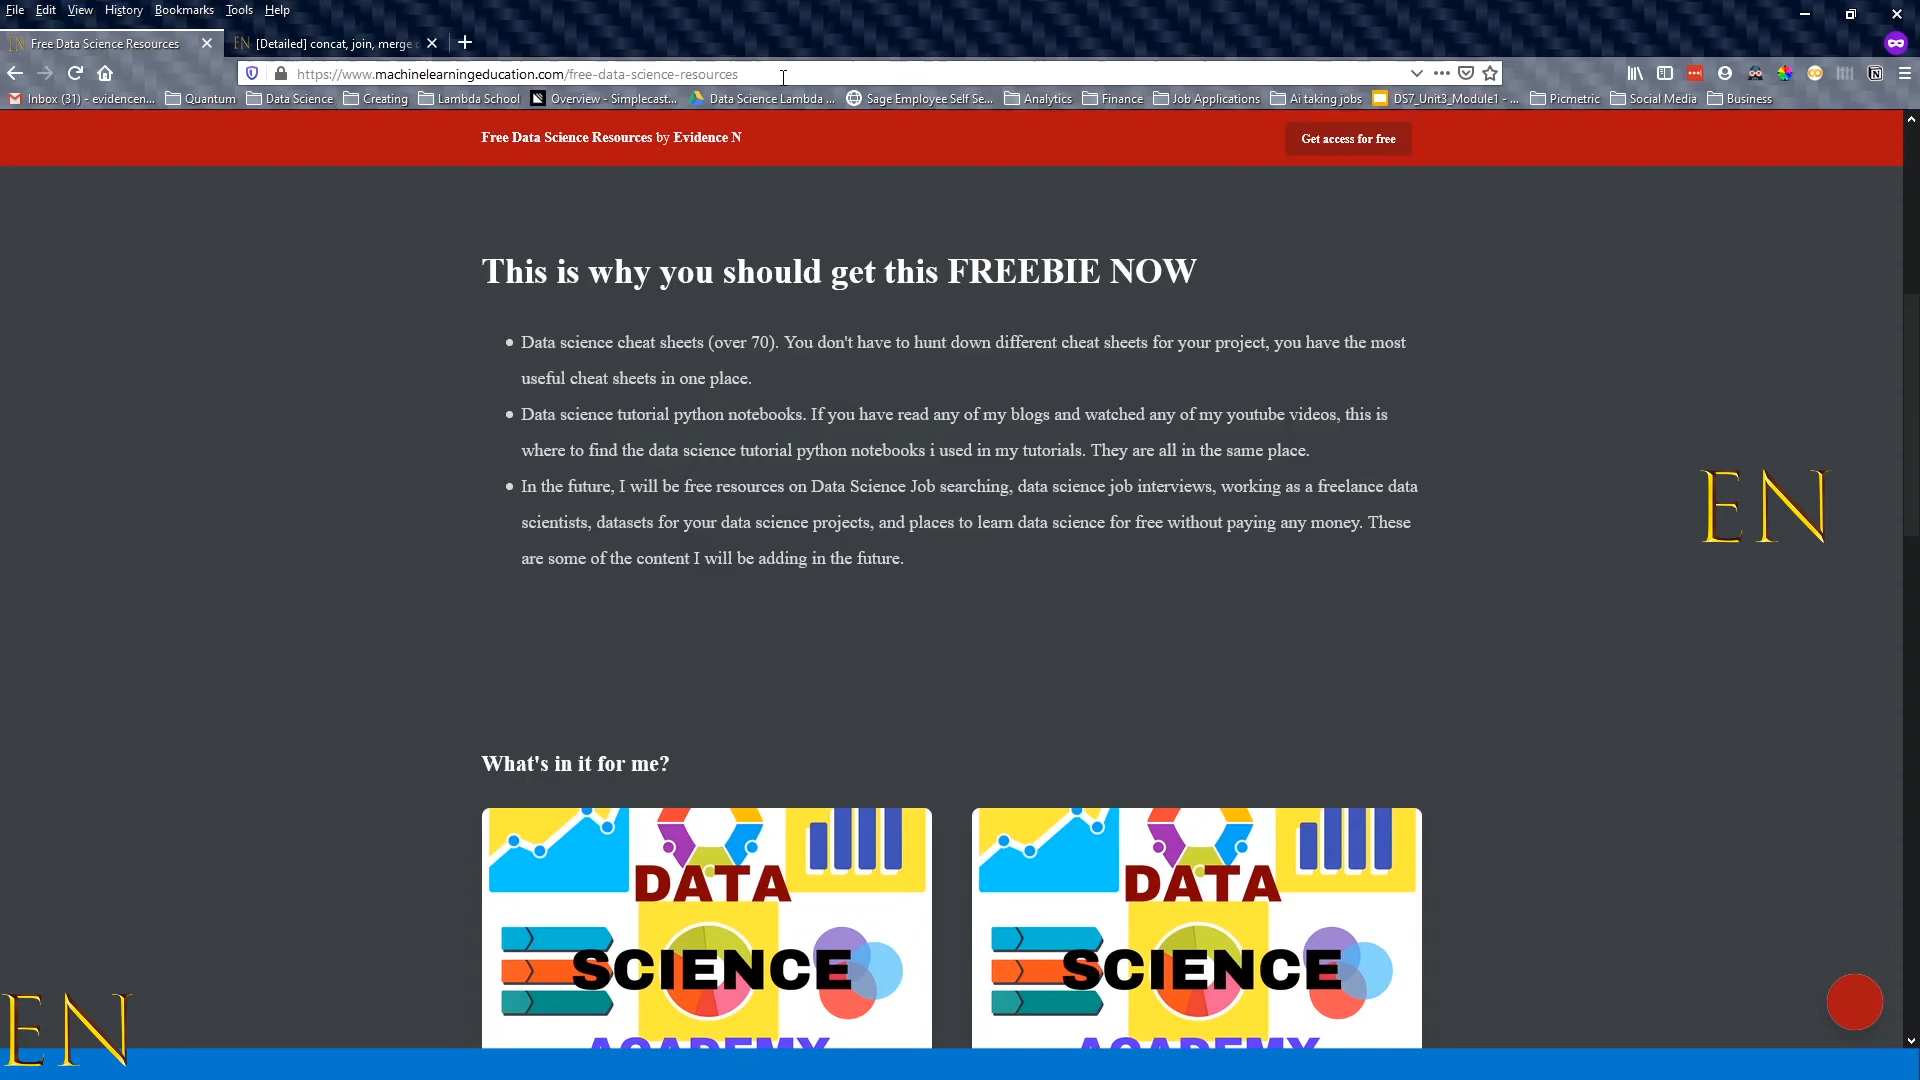 File Edit View History Bookmarks Tools Help
Free Data Science Resources
EN [Detailed] concat, join, merge
https://www.machinelearningeducation.com/free-data-science-resources
Inbox (31) - evidencen... Quantum Data Science Creating Lambda School Overview - Simplecast... Data Science Lambda ... Sage Employee Self Se... Analytics Finance Job Applications Ai taking jobs DS7_Unit3_Module1 - ... Picmetric Social Media Business
Free Data Science Resources by Evidence N
Get access for free
This is why you should get this FREEBIE NOW
Data science cheat sheets (over 70). You don't have to hunt down different cheat sheets for your project, you have the most
useful cheat sheets in one place.
Data science tutorial python notebooks. If you have read any of my blogs and watched any of my youtube videos, this is
where to find the data science tutorial python notebooks i used in my tutorials. They are all in the same place.
In the future, I will be free resources on Data Science Job searching, data science job interviews, working as a freelance data
scientists, datasets for your data science projects, and places to learn data science for free without paying any money. These
are some of the content I will be adding in the future.
EN
What's in it for me?
DATA
SCIENCE
ACADEMY
DATA
SCIENCE
ACADEMY
EN